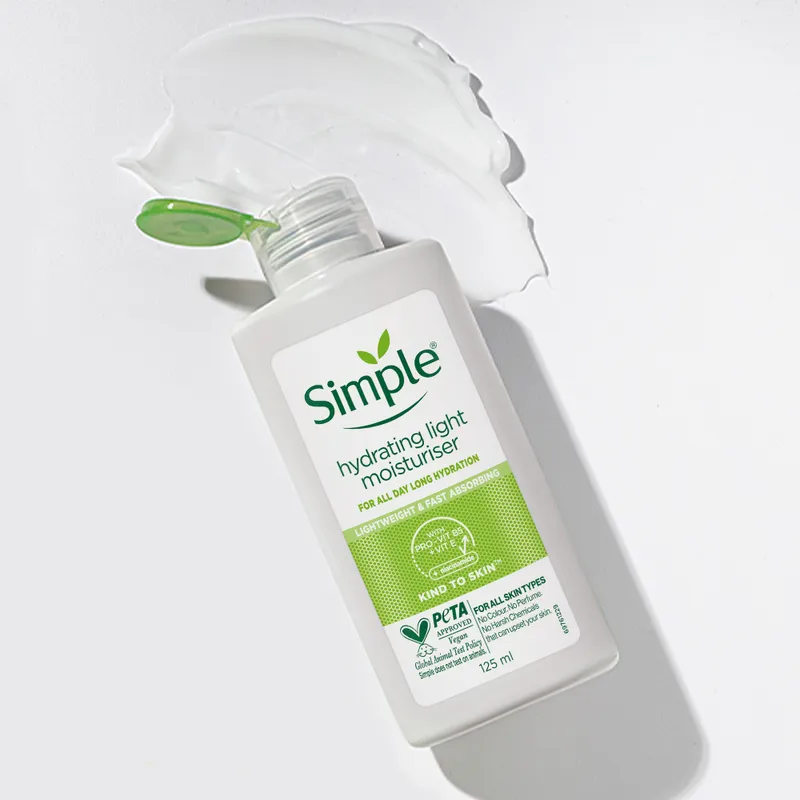 Simple®
hydrating light
moisturiser
FOR ALL DAY LONG HYDRATION
LIGHTWEIGHT & FAST ABSORBING
WITH
PRO-VIT B5
+ VIT E
+ niacinamide
KIND TO SKIN™
PeTA
APPROVED
Vegan
Global Animal Test Policy
Simple does not test on animals.
FOR ALL SKIN TYPES
No Colour. No Perfume.
No Harsh Chemicals
that can upset your skin.
125 ml